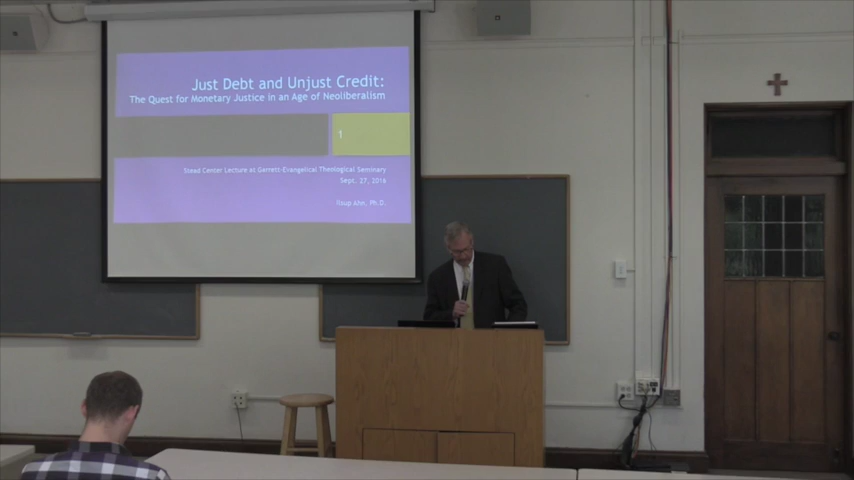 Just Debt and Unjust Credit:
The Quest for Monetary Justice in an Age of Neoliberalism
1
Stead Center Lecture at Garrett-Evangelical Theological Seminary
Sept. 27, 2016
Ilsup Ahn, Ph.D.